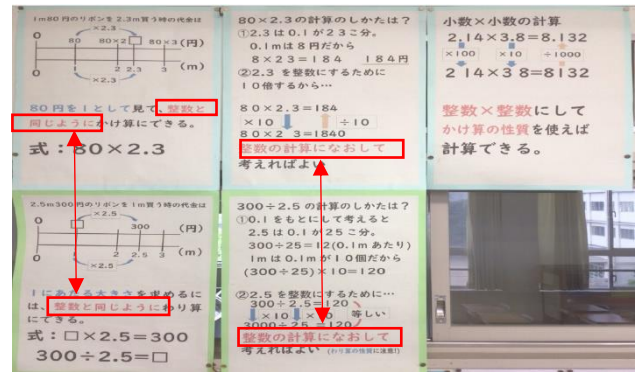 1m80円のリボンを2.3m買う時の代金は
×2.3
0 80 80×2 □ 80×3(円)
0 1 2 2.3 3 (m)
×2.3
80円を1として見て、整数と
同じようにかけ算にできる。
式：80×2.3
80×2.3の計算のしかたは？
①2.3は0.1が23こ分。
0.1mは8円だから
8×23=184 184円
②2.3を整数にするために
10倍するから…
80×2.3=184
×10 ÷10
80×2 3=1840
整数の計算になおして
考えればよい
小数×小数の計算
2.14×3.8=8.132
×100 ×10 ÷1000
2 14×3 8=8132
整数×整数にして
かけ算の性質を使えば
計算できる。
2.5m300円のリボンを1m買う時の代金は
×2.5
0 □ 300 (円)
0 1 2 2.5 3 (m)
×2.5
1にあたる大きさを求めるに
は、整数と同じようにわり算
にできる。
式：□×2.5=300
300÷2.5=□
300÷2.5の計算のしかたは？
①0.1をもとにして考えると
2.5は0.1が25こ分。
300÷25=12(0.1mあたり)
1mは0.1mが10個だから
(300÷25)×10=120
②2.5を整数にするために…
300÷2.5=120
×10 ×10 等しい
3000÷25 =120
整数の計算になおして
考えればよい (わり算の性質に注意!)